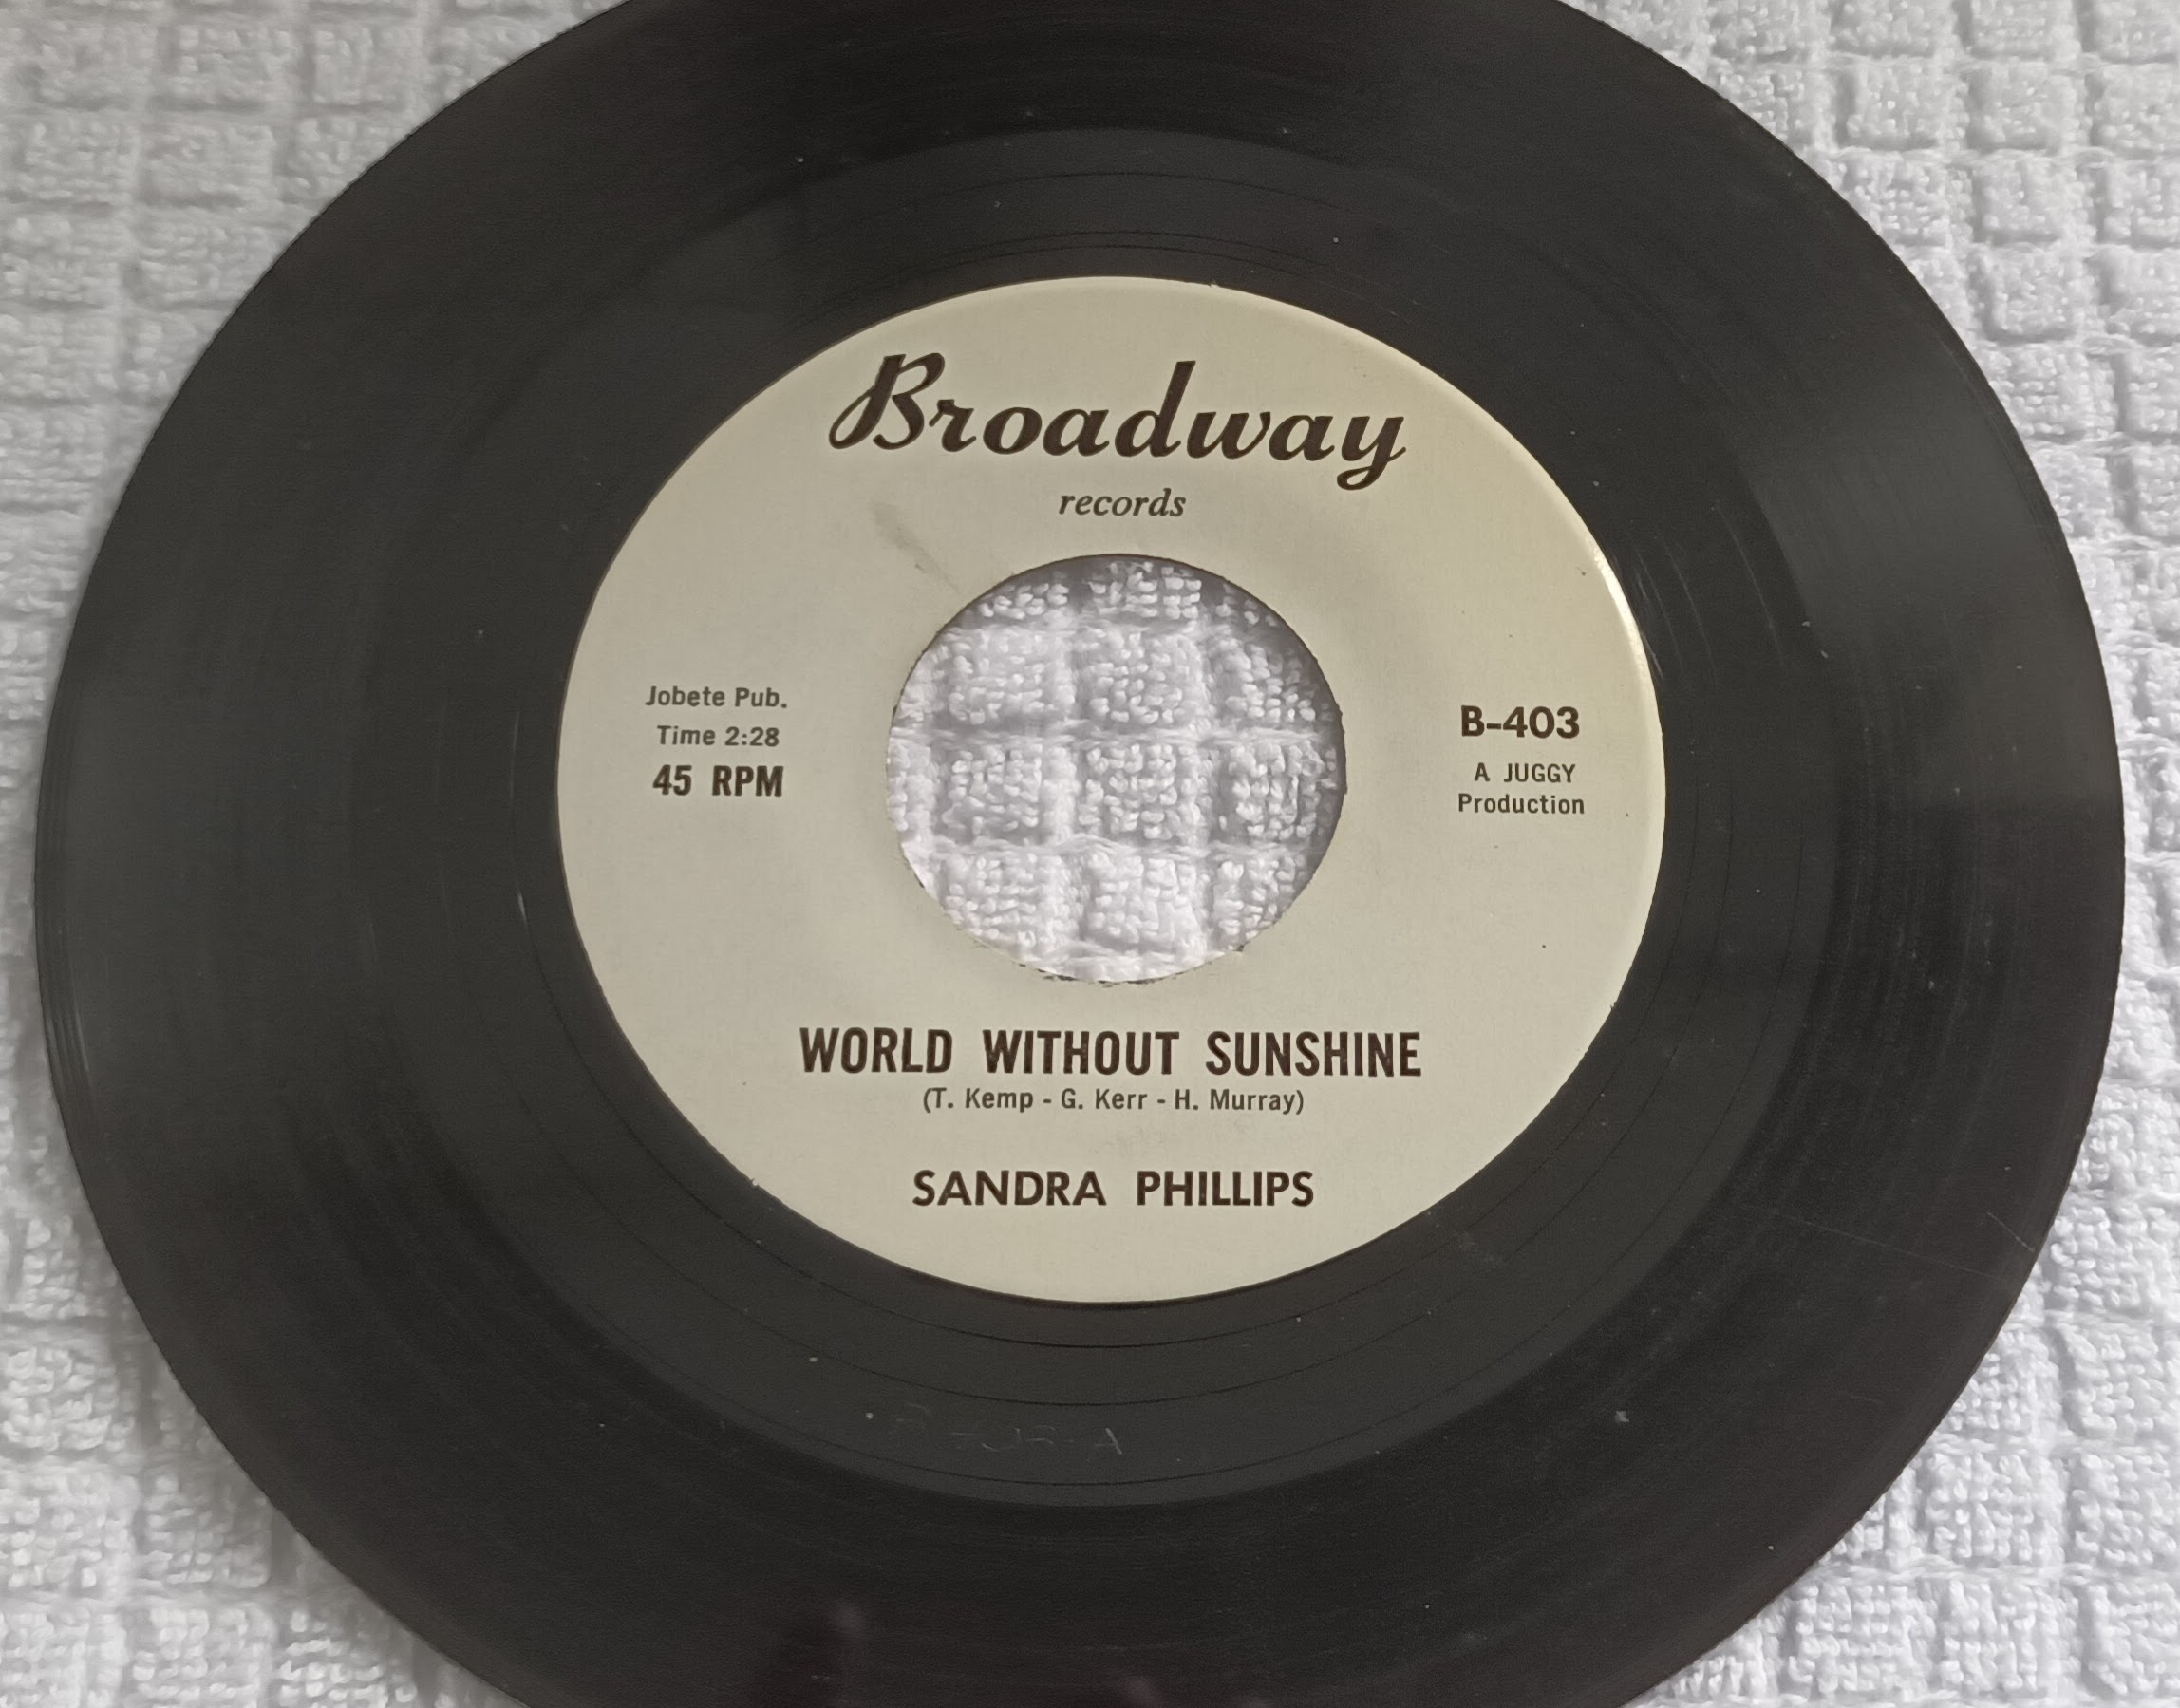 Broadway
records
Jobete Pub.
Time 2:28
45 RPM
B-403
A JUGGY
Production
WORLD WITHOUT SUNSHINE
(T. Kemp - G. Kerr - H. Murray)
SANDRA PHILLIPS